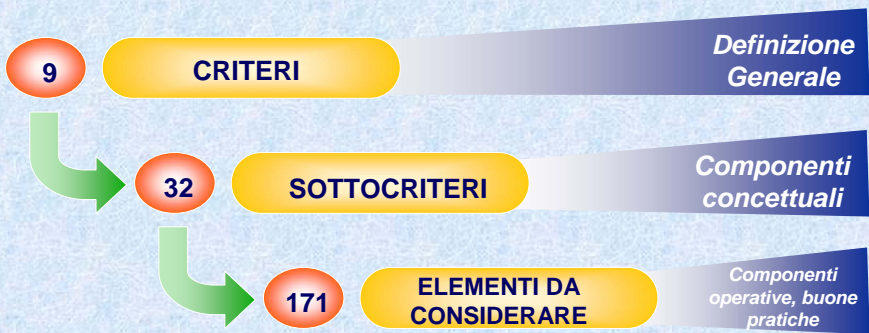 9
CRITERI
Definizione
Generale
32
SOTTOCRITERI
Componenti
concettuali
171
ELEMENTI DA
CONSIDERARE
Componenti
operative, buone
pratiche